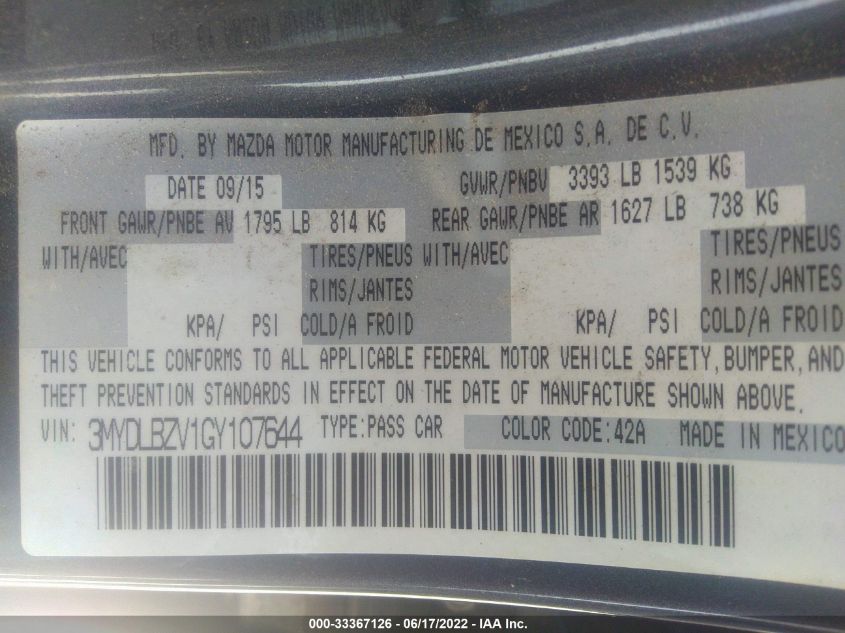 MFD. BY MAZDA MOTOR MANUFACTURING DE MEXICO S.A. DE C.V.
DATE 09/15 GVWR/PNBV 3393 LB 1539 KG
FRONT GAWR/PNBE AV 1795 LB 814 KG REAR GAWR/PNBE AR 1627 LB 738 KG
WITH/AVEC TIRES/PNEUS WITH/AVEC TIRES/PNEUS
RIMS/JANTES RIMS/JANTES
KPA/ PSI COLD/A FROID KPA/ PSI COLD/A FROID
THIS VEHICLE CONFORMS TO ALL APPLICABLE FEDERAL MOTOR VEHICLE SAFETY, BUMPER, AND
THEFT PREVENTION STANDARDS IN EFFECT ON THE DATE OF MANUFACTURE SHOWN ABOVE.
VIN: 3MYDLBZV1GY107644 TYPE:PASS CAR COLOR CODE:42A MADE IN MEXICO
000-33367126 - 06/17/2022 - IAA Inc.